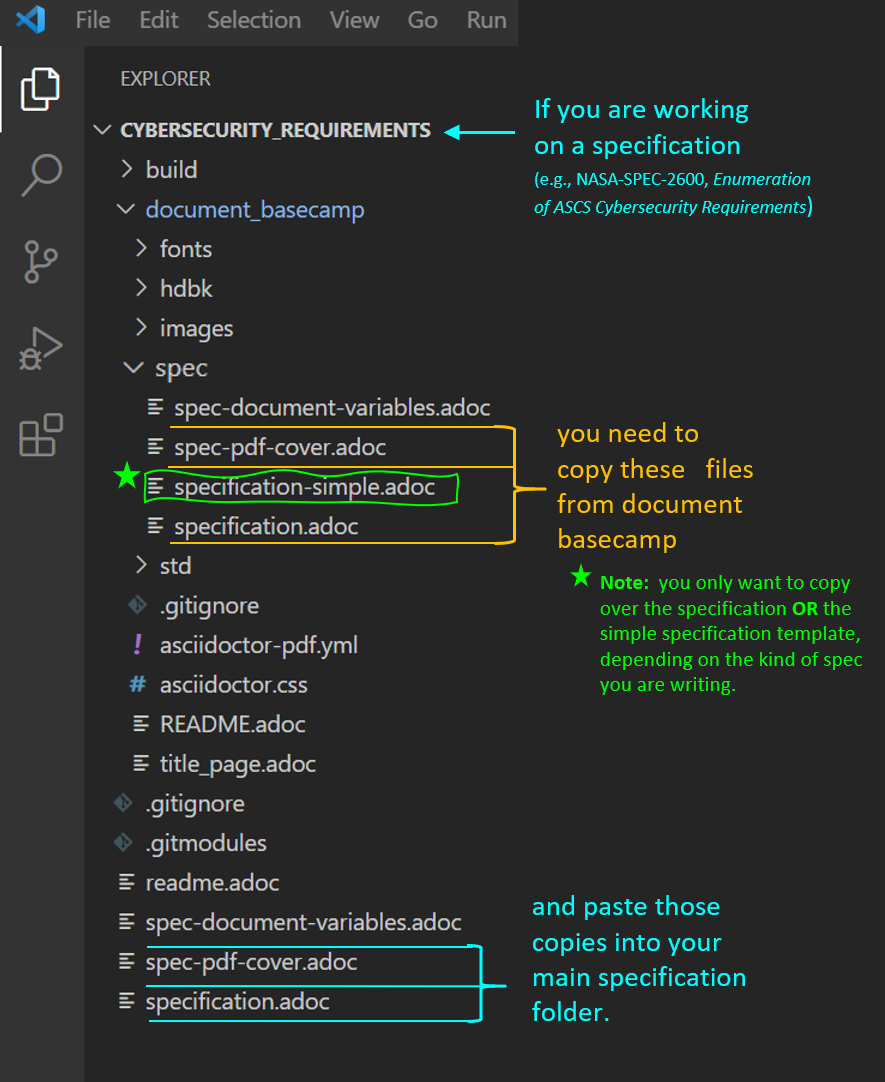 File Edit Selection View Go Run
EXPLORER
CYBERSECURITY_REQUIREMENTS
If you are working
on a specification
(e.g., NASA-SPEC-2600, Enumeration
of ASCS Cybersecurity Requirements)
build
document_basecamp
fonts
hdbk
images
spec
spec-document-variables.adoc
spec-pdf-cover.adoc
specification-simple.adoc
specification.adoc
you need to
copy these files
from document
basecamp
Note: you only want to copy
over the specification OR the
simple specification template,
depending on the kind of spec
you are writing.
std
.gitignore
! asciidoctor-pdf.yml
# asciidoctor.css
README.adoc
title_page.adoc
.gitignore
.gitmodules
readme.adoc
spec-document-variables.adoc
spec-pdf-cover.adoc
specification.adoc
and paste those
copies into your
main specification
folder.